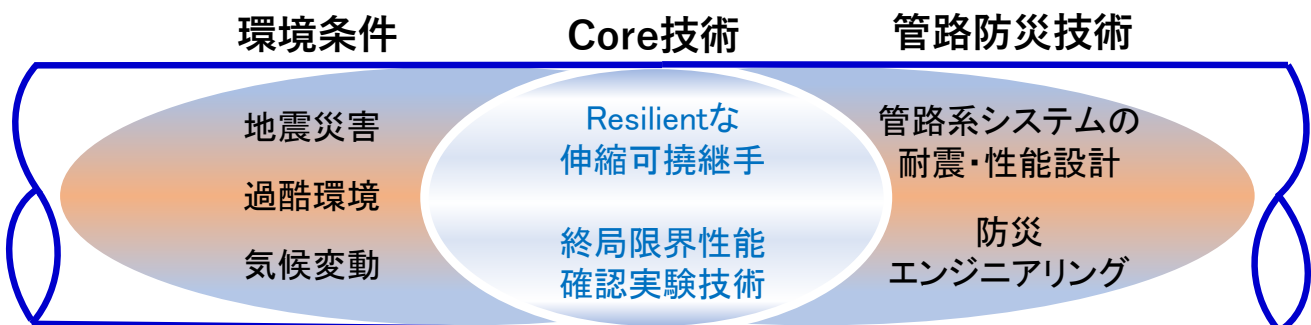 環境条件
地震災害
過酷環境
気候変動
Core技術
Resilientな
伸縮可撓継手
終局限界性能
確認実験技術
管路防災技術
管路系システムの
耐震・性能設計
防災
エンジニアリング